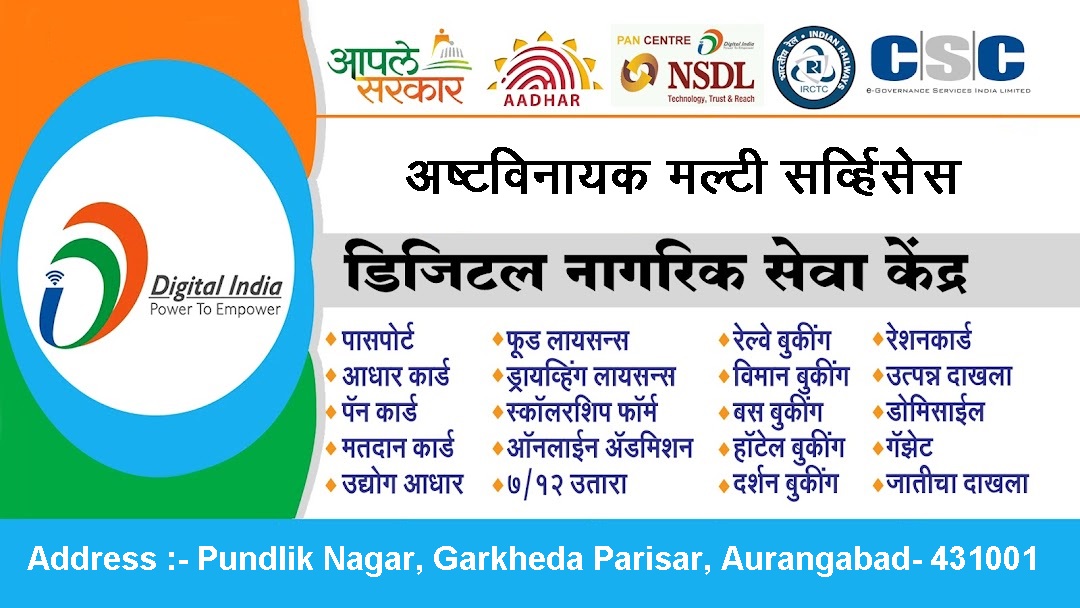 आपले सरकार
AADHAR
PAN CENTRE Digital India
NSDL
Technology, Trust & Reach
भारतीय रेल • INDIAN RAILWAYS
IRCTC
CSC
e-GOVERNANCE SERVICES INDIA LIMITED
अष्टविनायक मल्टी सर्व्हिसेस
Digital India
Power To Empower
डिजिटल नागरिक सेवा केंद्र
पासपोर्ट
आधार कार्ड
पॅन कार्ड
मतदान कार्ड
उद्योग आधार
फूड लायसन्स
ड्रायव्हिंग लायसन्स
स्कॉलरशिप फॉर्म
ऑनलाईन ॲडमिशन
७/१२ उतारा
रेल्वे बुकींग
विमान बुकींग
बस बुकींग
हॉटेल बुकींग
दर्शन बुकींग
रेशनकार्ड
उत्पन्न दाखला
डोमिसाईल
गॅझेट
जातीचा दाखला
Address :- Pundlik Nagar, Garkheda Parisar, Aurangabad- 431001